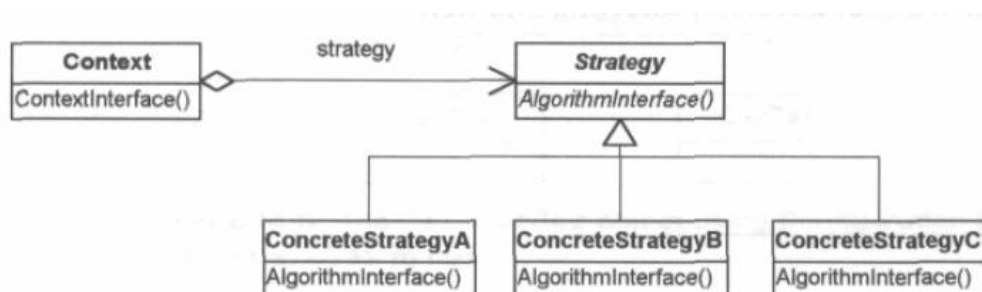 strategy
Context
ContextInterface()
Strategy
AlgorithmInterface()
ConcreteStrategyA
AlgorithmInterface()
ConcreteStrategyB
AlgorithmInterface()
ConcreteStrategyC
AlgorithmInterface()